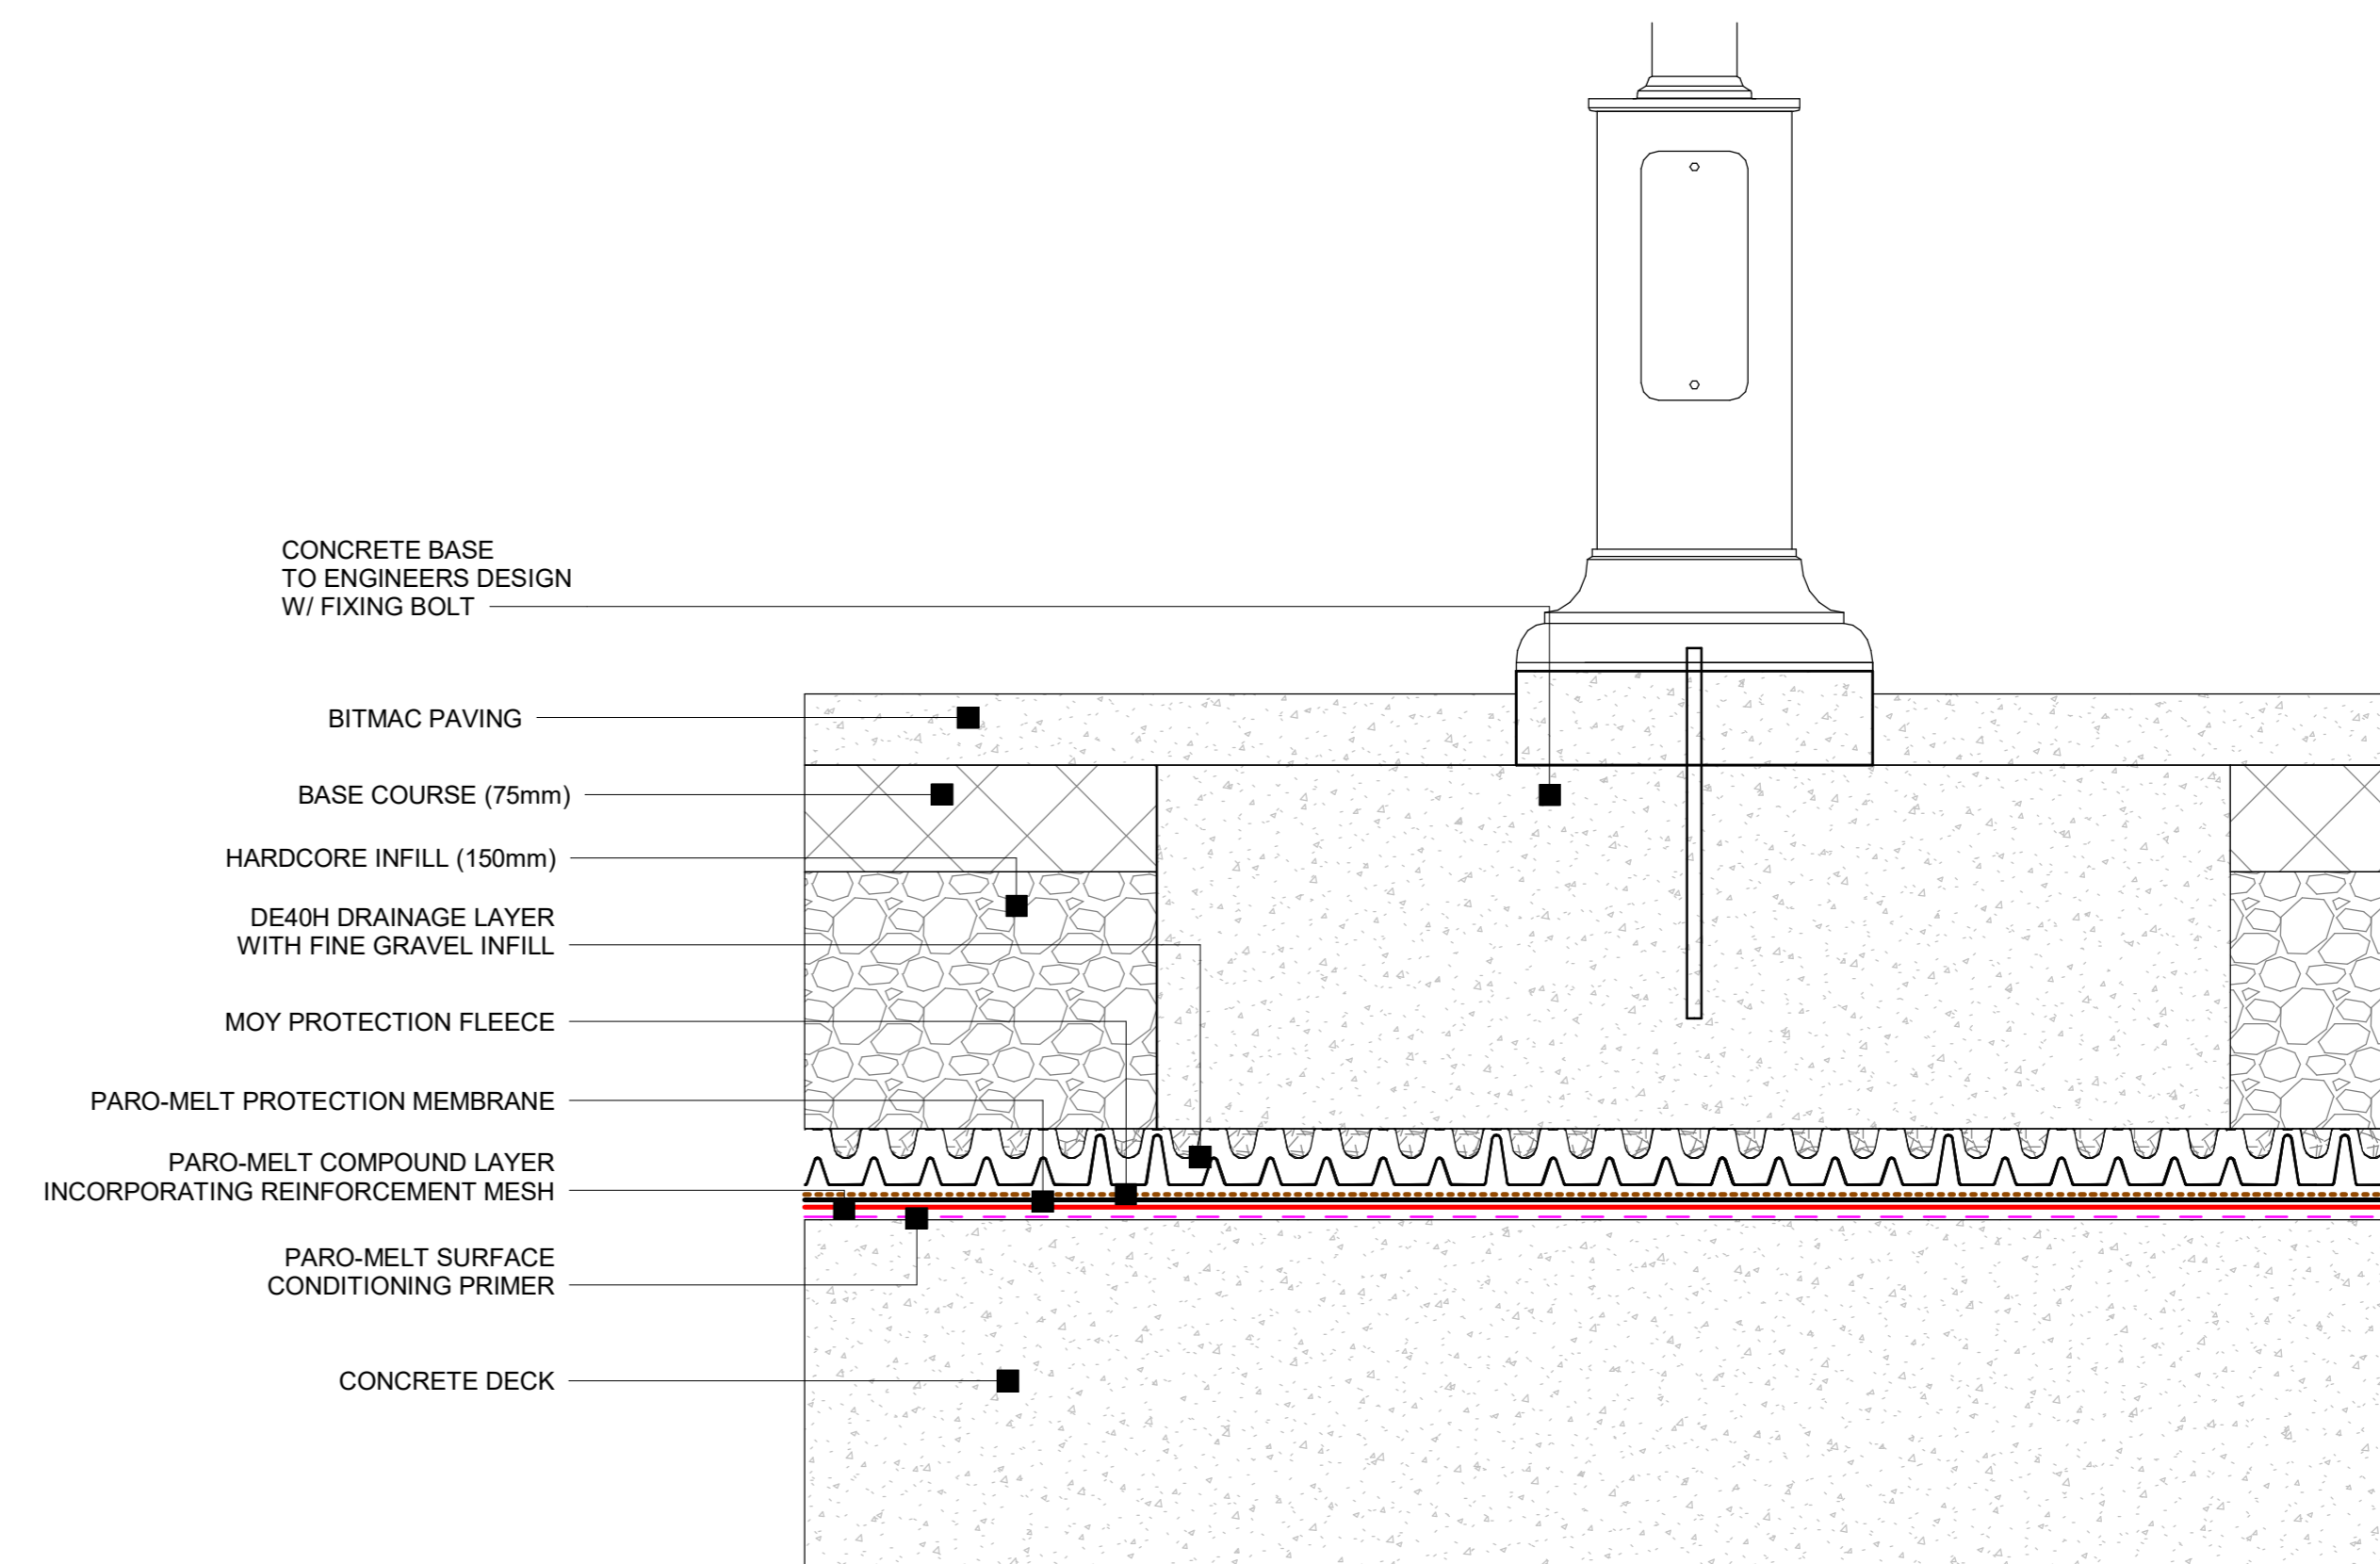 CONCRETE BASE
TO ENGINEERS DESIGN
W/ FIXING BOLT
BITMAC PAVING
BASE COURSE (75mm)
HARDCORE INFILL (150mm)
DE40H DRAINAGE LAYER
WITH FINE GRAVEL INFILL
MOY PROTECTION FLEECE
PARO-MELT PROTECTION MEMBRANE
PARO-MELT COMPOUND LAYER
INCORPORATING REINFORCEMENT MESH
PARO-MELT SURFACE
CONDITIONING PRIMER
CONCRETE DECK